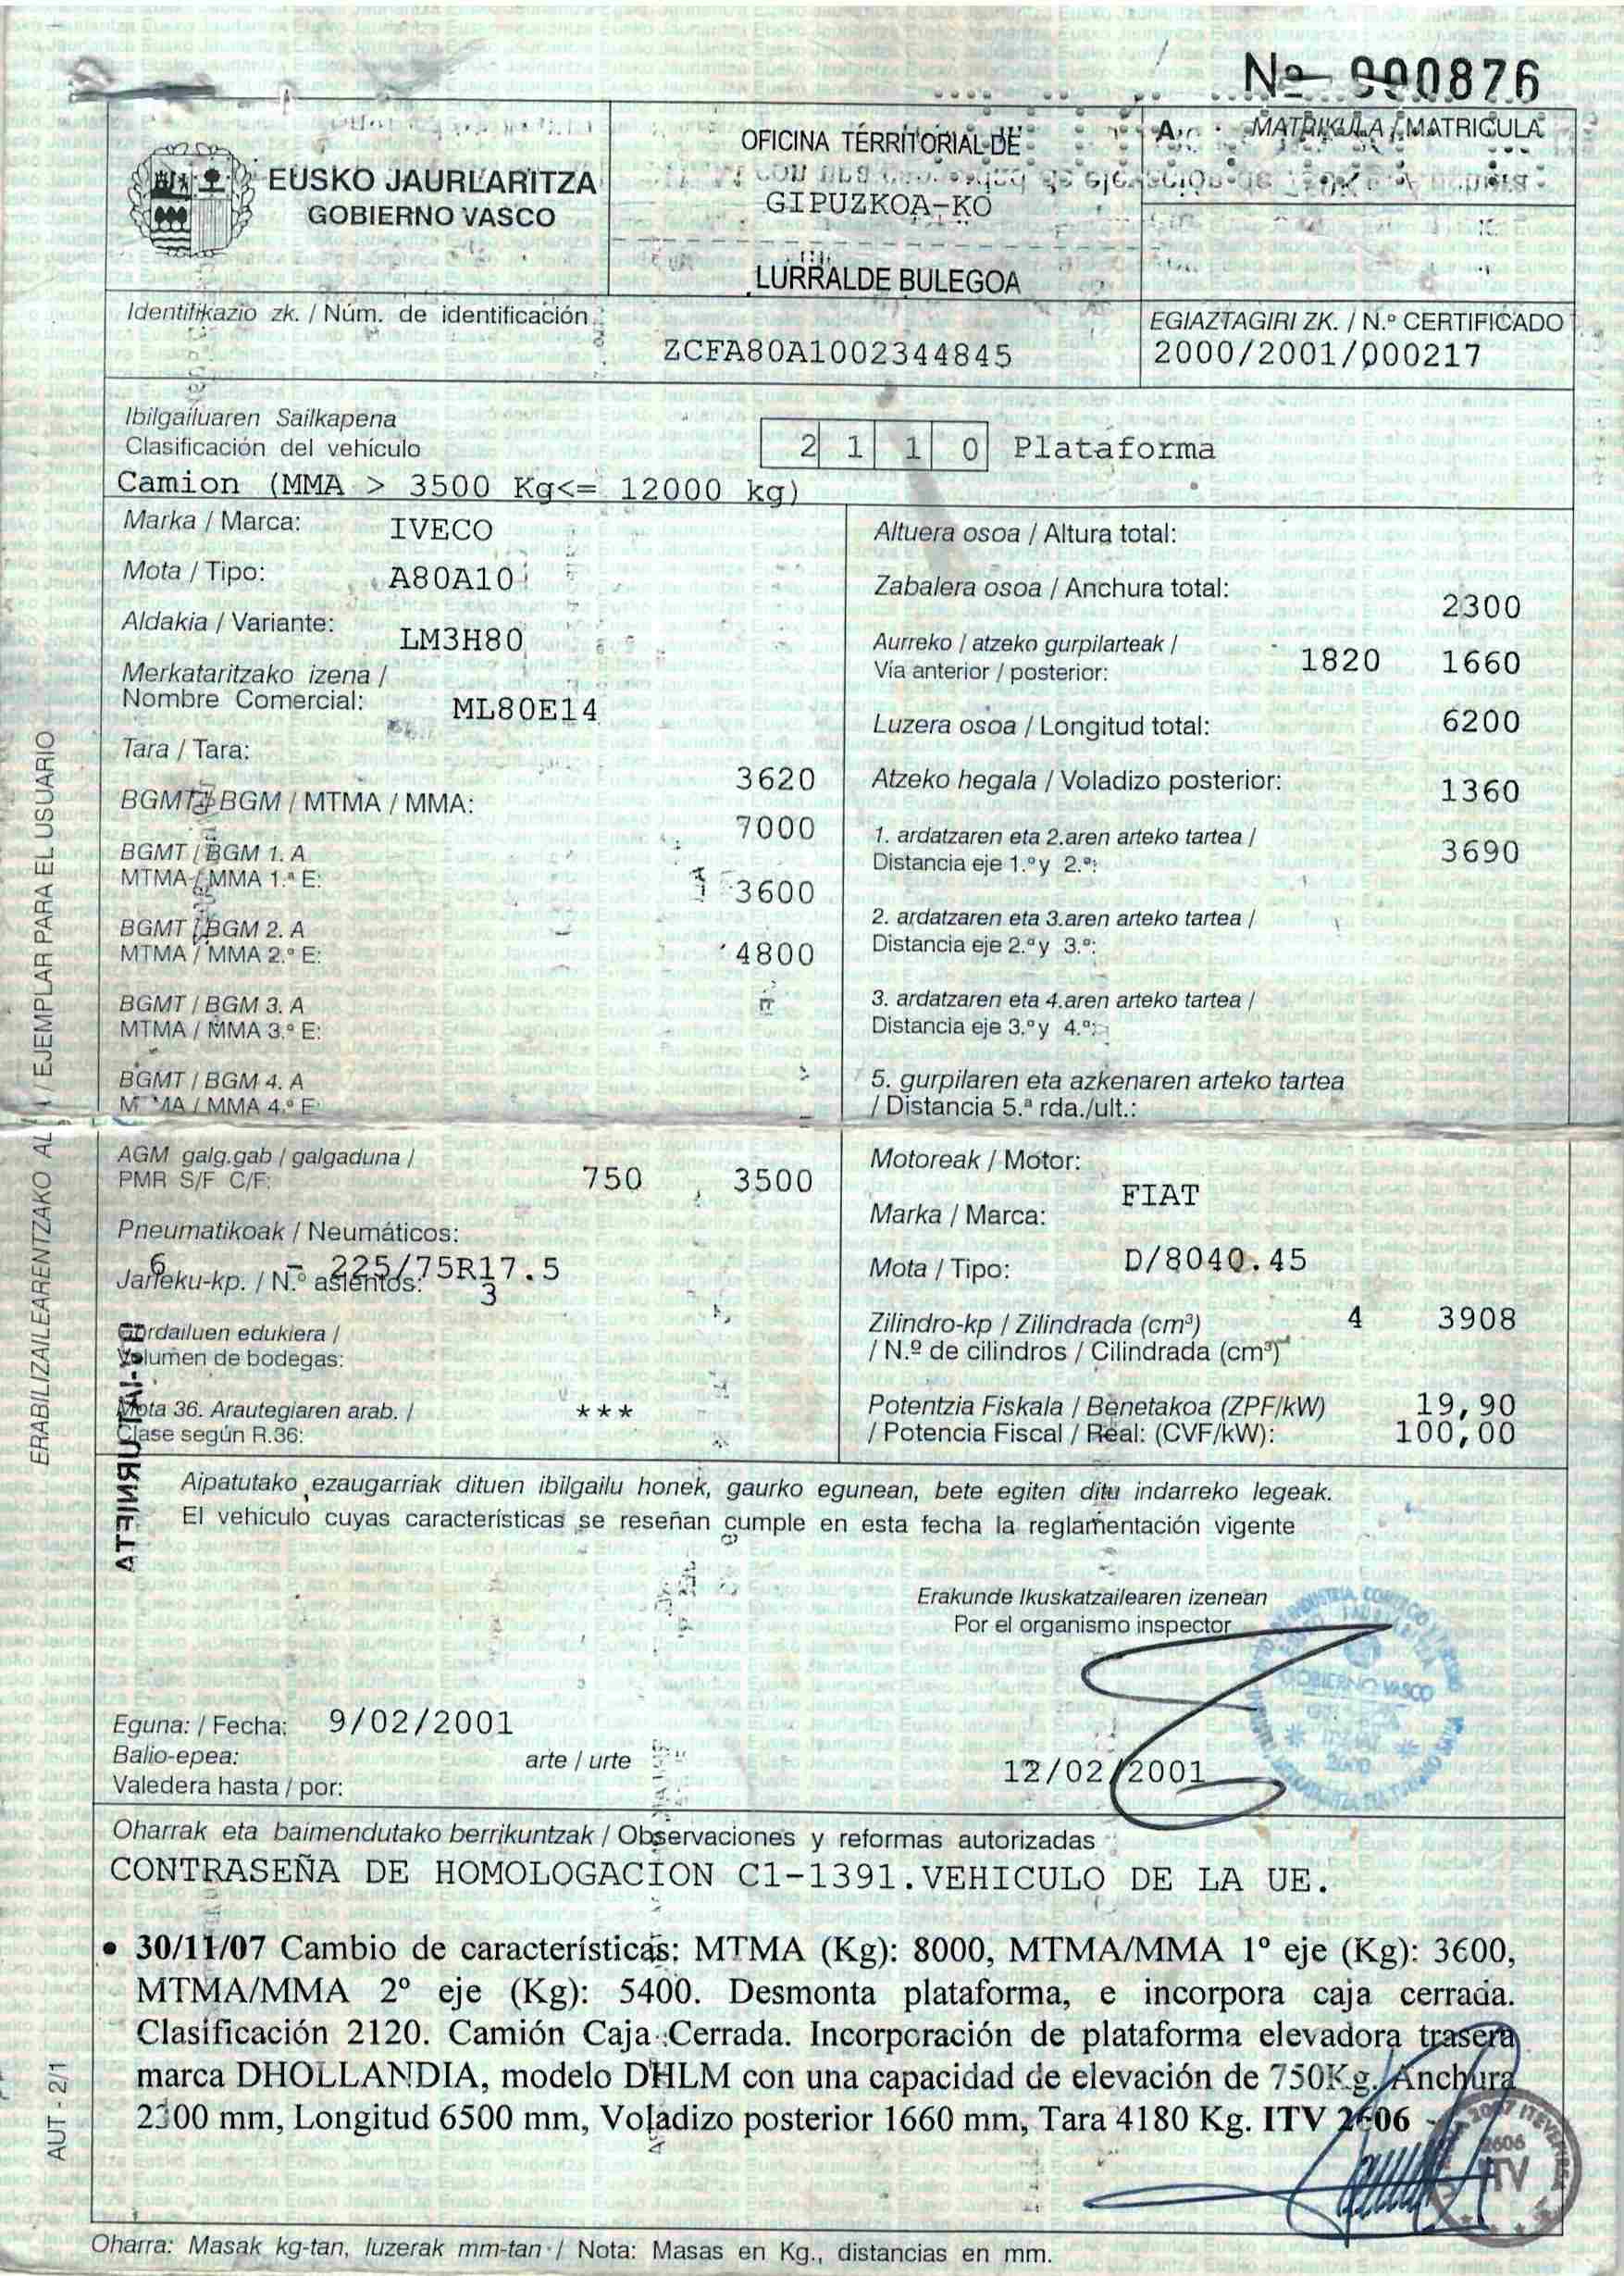 Nº 000876
EUSKO JAURLARITZA
GOBIERNO VASCO
OFICINA TERRITORIAL DE
GIPUZKOA-KO
LURRALDE BULEGOA
A. MATRIKULA / MATRICULA
Identifikazio zk. / Núm. de identificación
ZCFA80A1002344845
EGIAZTAGIRI ZK. / N.º CERTIFICADO
2000/2001/000217
Ibilgailuaren Sailkapena
Clasificación del vehículo
2 1 1 0 Plataforma
Camion (MMA > 3500 Kg<= 12000 kg)
Marka / Marca: IVECO
Mota / Tipo: A80A10
Aldakia / Variante: LM3H80
Merkataritzako izena /
Nombre Comercial: ML80E14
Tara / Tara: 3620
BGMT / BGM / MTMA / MMA: 7000
BGMT / BGM 1. A
MTMA / MMA 1.ª E: 3600
BGMT / BGM 2. A
MTMA / MMA 2.º E: 4800
BGMT / BGM 3. A
MTMA / MMA 3.º E:
BGMT / BGM 4. A
MTMA / MMA 4.º E:
AGM galg.gab / galgaduna /
PMR S/F C/F: 750 3500
Pneumatikoak / Neumáticos:
6 - 225/75R17.5
Jarleku-kp. / N.º asientos: 3
Gordailuen edukiera /
Volumen de bodegas:
Mota 36. Arautegiaren arab. / ***
Clase según R.36:
Altuera osoa / Altura total:
Zabalera osoa / Anchura total: 2300
Aurreko / atzeko gurpilarteak /
Vía anterior / posterior: 1820 1660
Luzera osoa / Longitud total: 6200
Atzeko hegala / Voladizo posterior: 1360
1. ardatzaren eta 2.aren arteko tartea /
Distancia eje 1.º y 2.º: 3690
2. ardatzaren eta 3.aren arteko tartea /
Distancia eje 2.º y 3.º:
3. ardatzaren eta 4.aren arteko tartea /
Distancia eje 3.º y 4.º:
5. gurpilaren eta azkenaren arteko tartea
/ Distancia 5.ª rda./ult.:
Motoreak / Motor:
Marka / Marca: FIAT
Mota / Tipo: D/8040.45
Zilindro-kp / Zilindrada (cm³) 4 3908
/ N.º de cilindros / Cilindrada (cm³)
Potentzia Fiskala / Benetakoa (ZPF/kW) 19,90
/ Potencia Fiscal / Real: (CVF/kW): 100,00
Aipatutako ezaugarriak dituen ibilgailu honek, gaurko egunean, bete egiten ditu indarreko legeak.
El vehículo cuyas características se reseñan cumple en esta fecha la reglamentación vigente
Erakunde Ikuskatzailearen izenean
Por el organismo inspector
GOBIERNO VASCO
Eguna: / Fecha: 9/02/2001
Balio-epea: arte / urte
Valedera hasta / por:
12/02/2001
Oharrak eta baimendutako berrikuntzak / Observaciones y reformas autorizadas
CONTRASEÑA DE HOMOLOGACION C1-1391.VEHICULO DE LA UE.
• 30/11/07 Cambio de características: MTMA (Kg): 8000, MTMA/MMA 1º eje (Kg): 3600,
MTMA/MMA 2º eje (Kg): 5400. Desmonta plataforma, e incorpora caja cerrada.
Clasificación 2120. Camión Caja Cerrada. Incorporación de plataforma elevadora trasera
marca DHOLLANDIA, modelo DHLM con una capacidad de elevación de 750Kg. Anchura
2300 mm, Longitud 6500 mm, Voladizo posterior 1660 mm, Tara 4180 Kg. ITV 2606
2606
ITV
Oharra: Masak kg-tan, luzerak mm-tan / Nota: Masas en Kg., distancias en mm.
/ EJEMPLAR PARA EL USUARIO
ERABILIZAILEARENTZAKO
AUT - 2/1